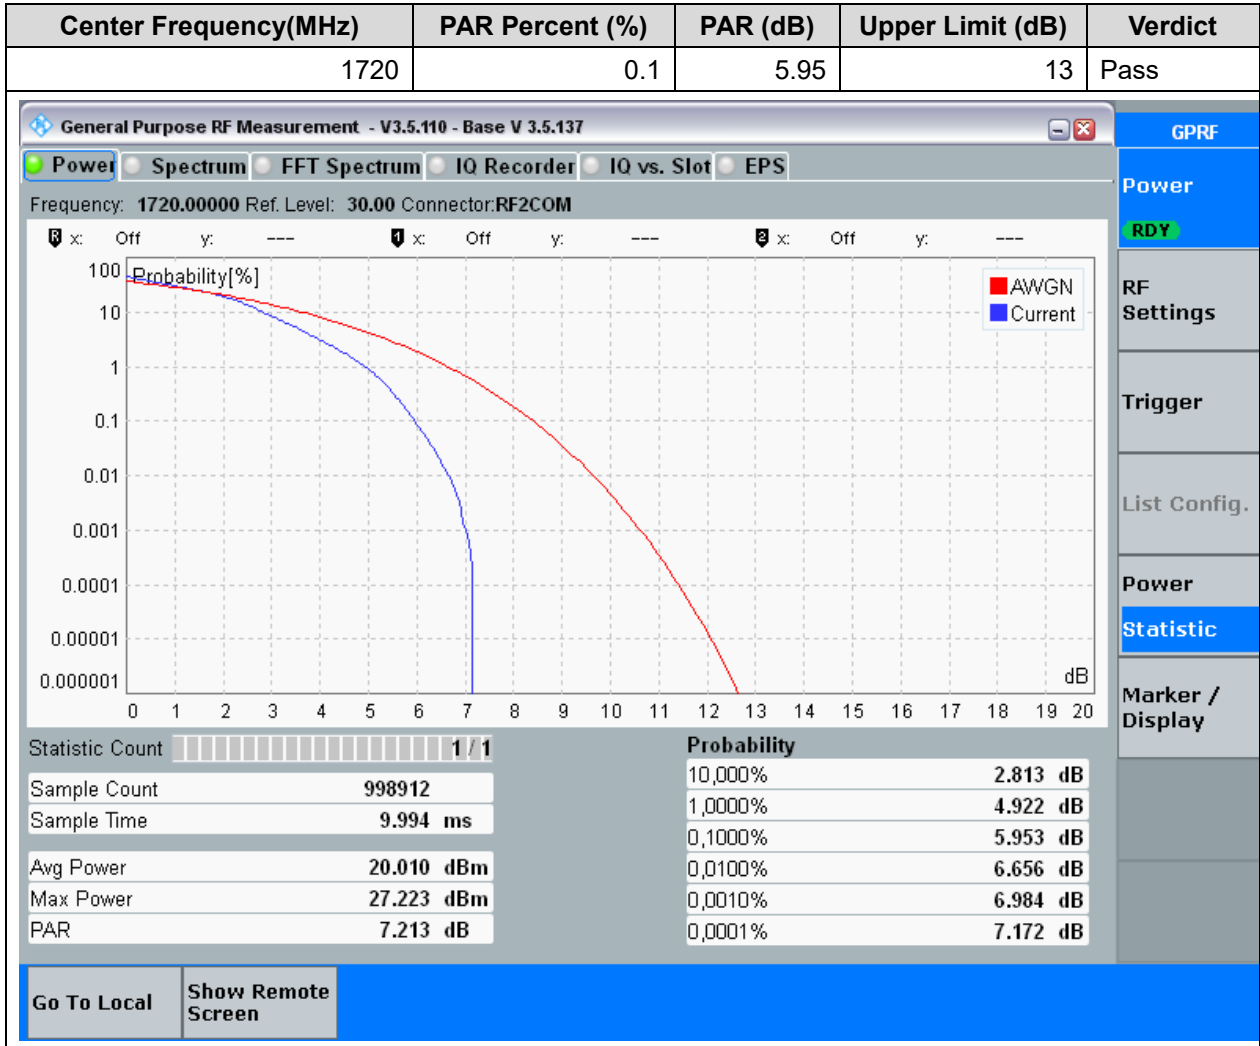 Center Frequency(MHz) PAR Percent (%) PAR (dB) Upper Limit (dB) Verdict
1720 0.1 5.95 13 Pass
General Purpose RF Measurement - V3.5.110 - Base V 3.5.137
GPRF
Power Spectrum FFT Spectrum IQ Recorder IQ vs. Slot EPS
Power
RDY
Frequency: 1720.00000 Ref. Level: 30.00 Connector:RF2COM
R x: Off y: --- 1 x: Off y: --- 2 x: Off y: ---
Probability[%]
AWGN
Current
100
10
1
0.1
0.01
0.001
0.0001
0.00001
0.000001
dB
0 1 2 3 4 5 6 7 8 9 10 11 12 13 14 15 16 17 18 19 20
RF
Settings
Trigger
List Config.
Power
Statistic
Marker /
Display
Statistic Count 1 / 1
Sample Count 998912
Sample Time 9.994 ms
Avg Power 20.010 dBm
Max Power 27.223 dBm
PAR 7.213 dB
Probability
10,000% 2.813 dB
1,0000% 4.922 dB
0,1000% 5.953 dB
0,0100% 6.656 dB
0,0010% 6.984 dB
0,0001% 7.172 dB
Go To Local
Show Remote
Screen